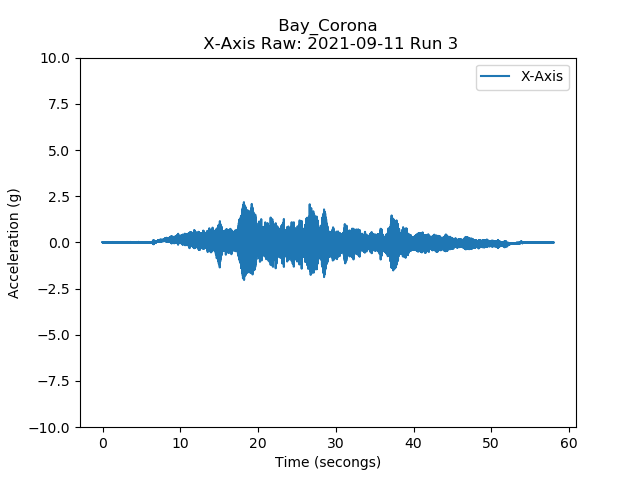 Bay_Corona
X-Axis Raw: 2021-09-11 Run 3
X-Axis
10.0
7.5
5.0
2.5
0.0
−2.5
−5.0
−7.5
−10.0
Acceleration (g)
0 10 20 30 40 50 60
Time (secongs)